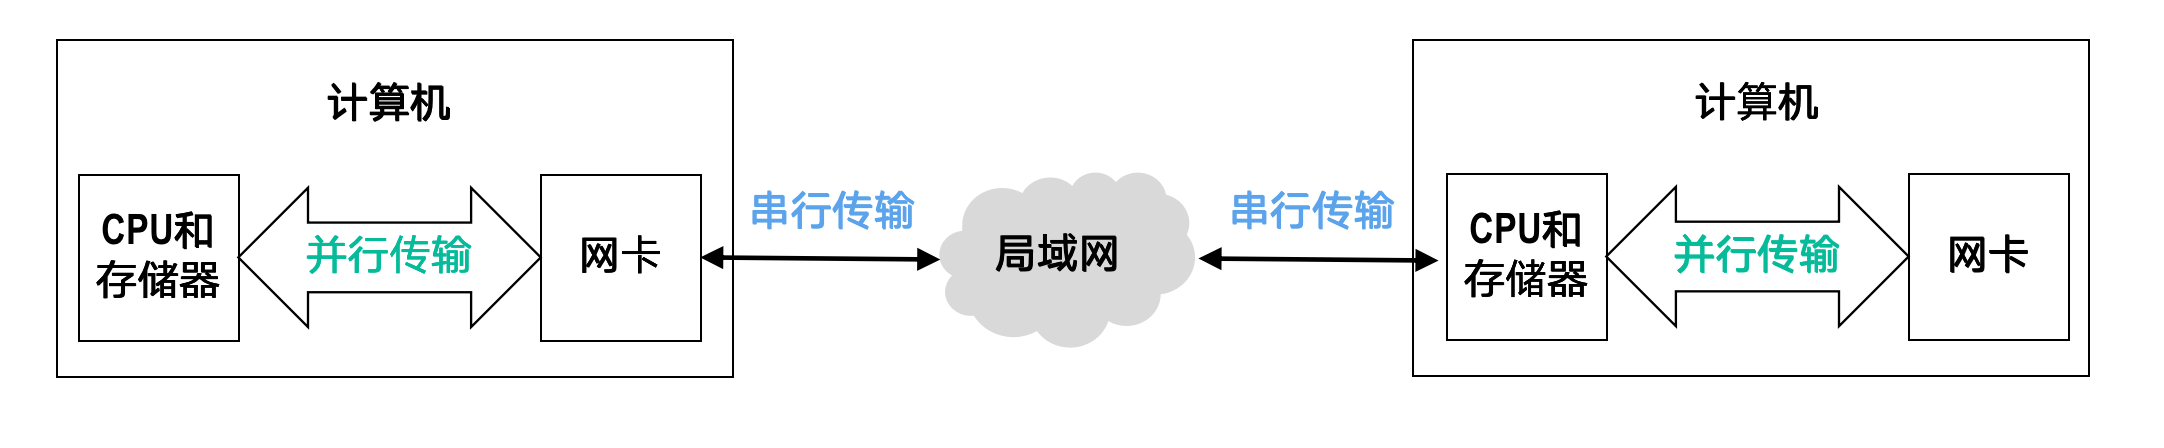 计算机
CPU和
存储器
并行传输
网卡
串行传输
局域网
串行传输
计算机
CPU和
存储器
并行传输
网卡